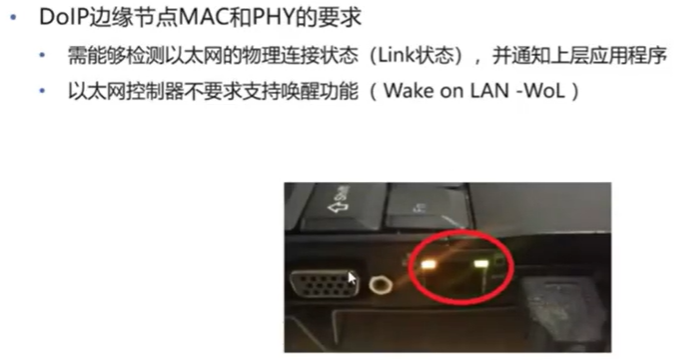 DoIP边缘节点MAC和PHY的要求
需能够检测以太网的物理连接状态（Link状态），并通知上层应用程序
以太网控制器不要求支持唤醒功能（ Wake on LAN -WoL ）
Shift
Fn